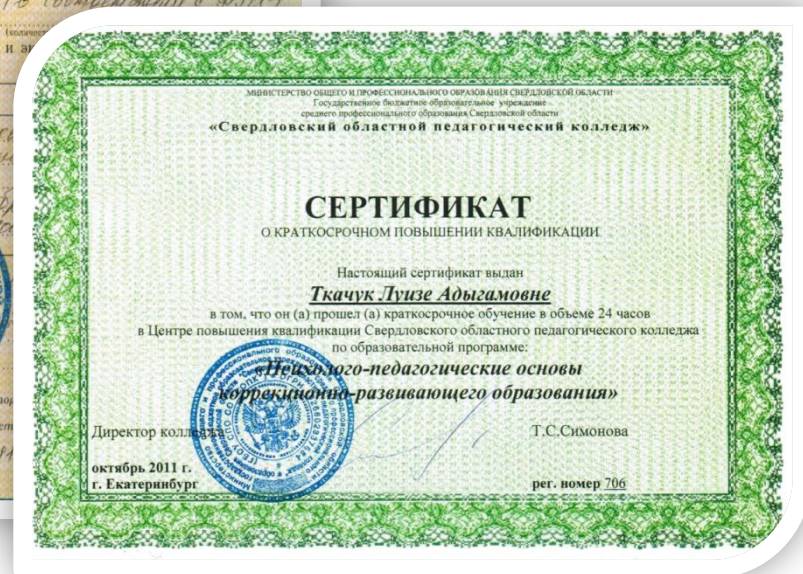 МИНИСТЕРСТВО ОБЩЕГО И ПРОФЕССИОНАЛЬНОГО ОБРАЗОВАНИЯ СВЕРДЛОВСКОЙ ОБЛАСТИ
Государственное бюджетное образовательное учреждение
среднего профессионального образования Свердловской области
«Свердловский областной педагогический колледж»
СЕРТИФИКАТ
О КРАТКОСРОЧНОМ ПОВЫШЕНИИ КВАЛИФИКАЦИИ
Настоящий сертификат выдан
Ткачук Луизе Адыгамовне
в том, что он (а) прошел (а) краткосрочное обучение в объеме 24 часов
в Центре повышения квалификации Свердловского областного педагогического колледжа
по образовательной программе:
«Психолого-педагогические основы
коррекционно-развивающего образования»
Директор колледжа
Т.С.Симонова
октябрь 2011 г.
г. Екатеринбург
рег. номер 706